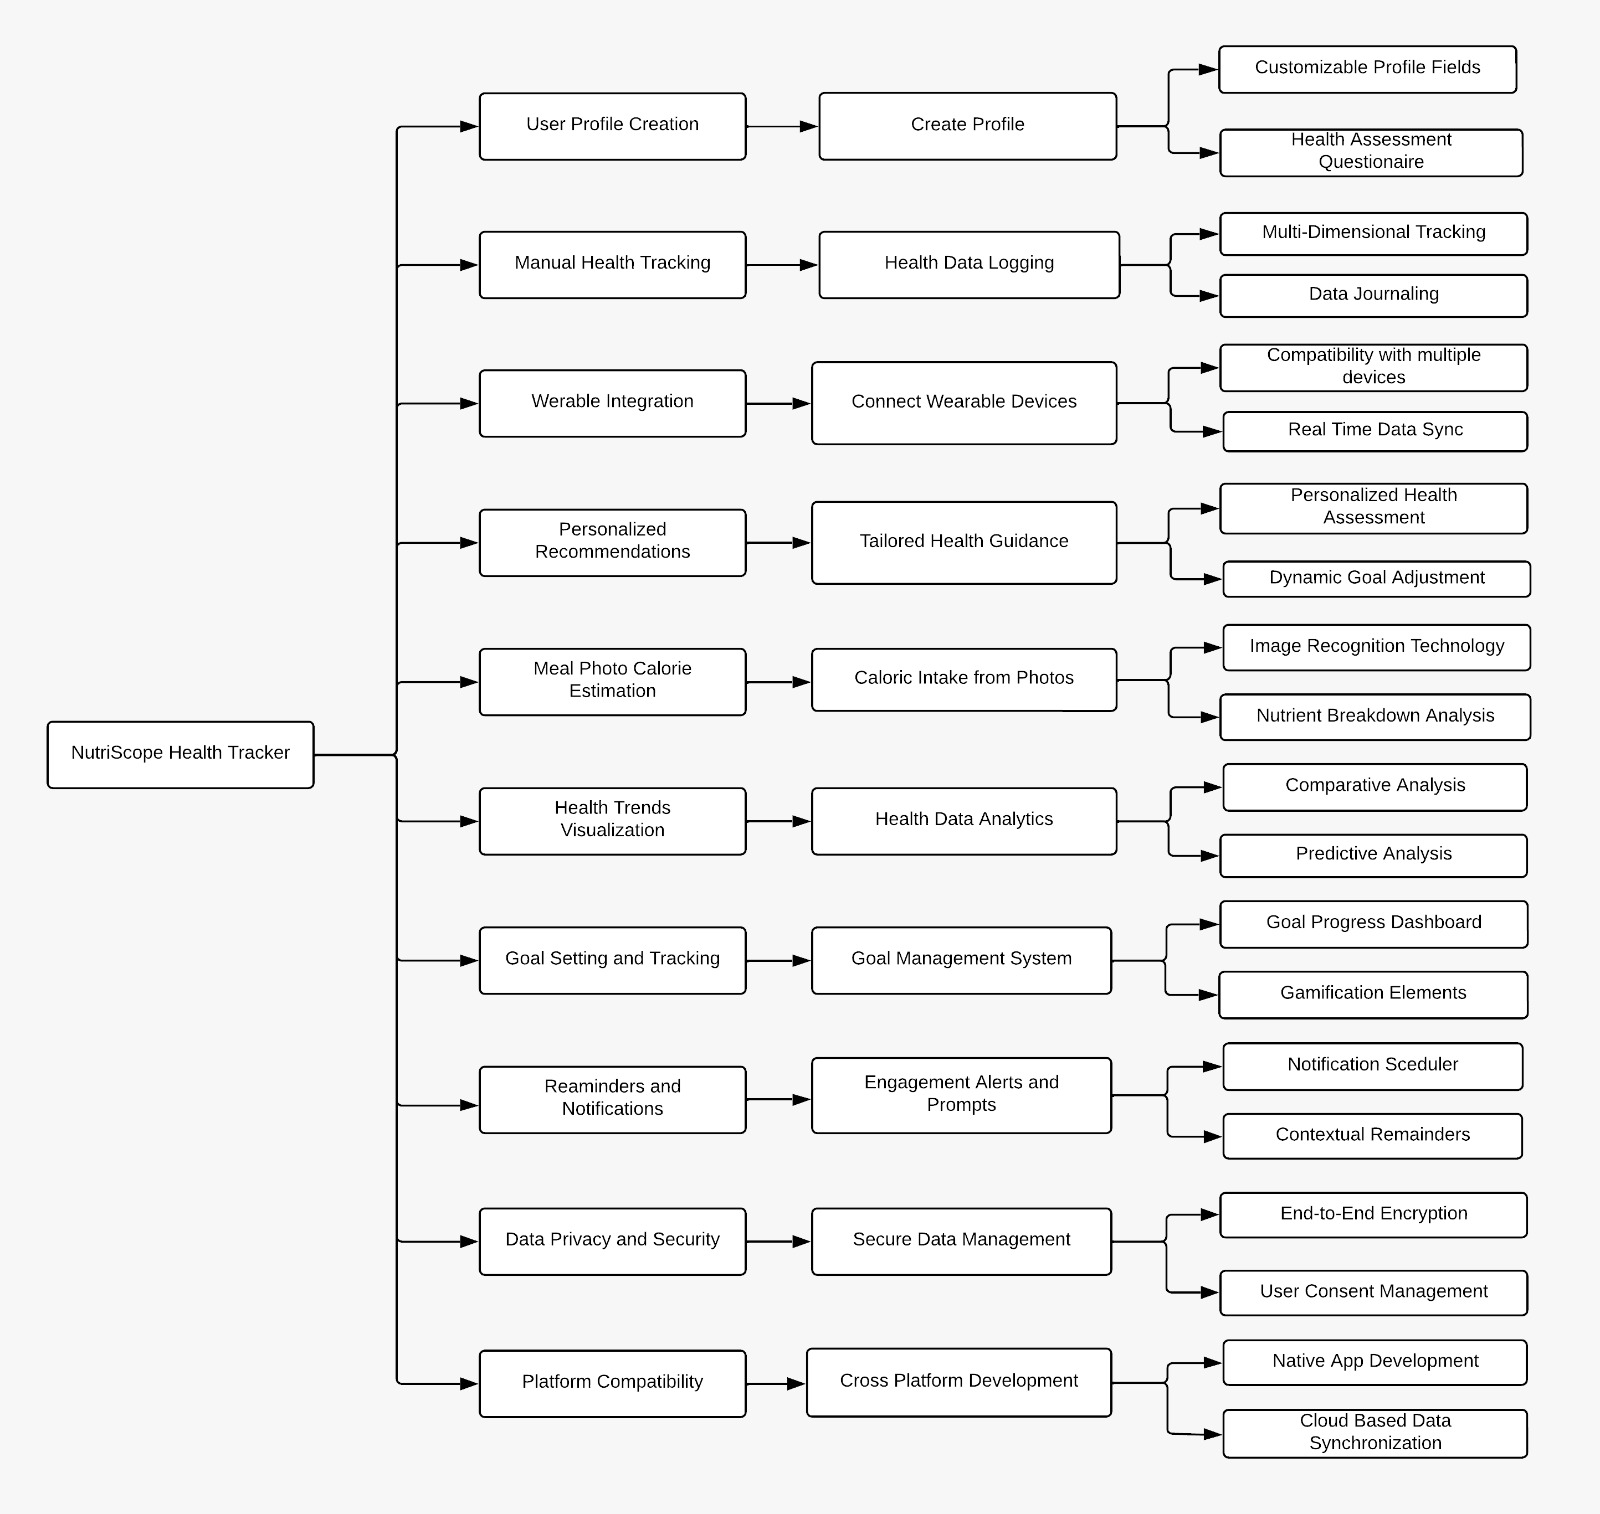 Customizable Profile Fields
User Profile Creation
Create Profile
Health Assessment
Questionaire
Multi-Dimensional Tracking
Manual Health Tracking
Health Data Logging
Data Journaling
Compatibility with multiple
devices
Werable Integration
Connect Wearable Devices
Real Time Data Sync
Personalized Health
Assessment
Personalized
Recommendations
Tailored Health Guidance
Dynamic Goal Adjustment
Image Recognition Technology
Meal Photo Calorie
Estimation
Caloric Intake from Photos
Nutrient Breakdown Analysis
NutriScope Health Tracker
Comparative Analysis
Health Trends
Visualization
Health Data Analytics
Predictive Analysis
Goal Progress Dashboard
Goal Setting and Tracking
Goal Management System
Gamification Elements
Notification Sceduler
Reaminders and
Notifications
Engagement Alerts and
Prompts
Contextual Remainders
End-to-End Encryption
Data Privacy and Security
Secure Data Management
User Consent Management
Native App Development
Platform Compatibility
Cross Platform Development
Cloud Based Data
Synchronization